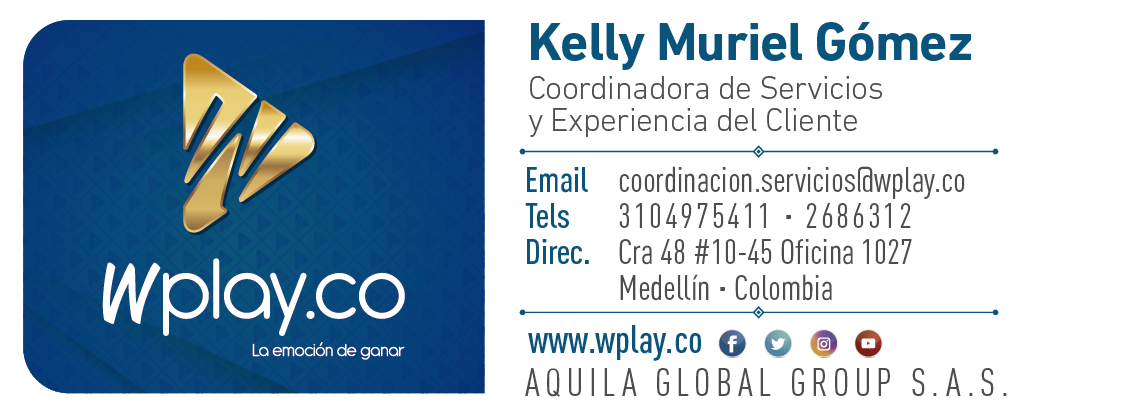 Wplay.co
La emoción de ganar
Kelly Muriel Gómez
Coordinadora de Servicios
y Experiencia del Cliente
Email coordinacion.servicios@wplay.co
Tels 3104975411 · 2686312
Direc. Cra 48 #10-45 Oficina 1027
Medellín · Colombia
www.wplay.co
AQUILA GLOBAL GROUP S.A.S.